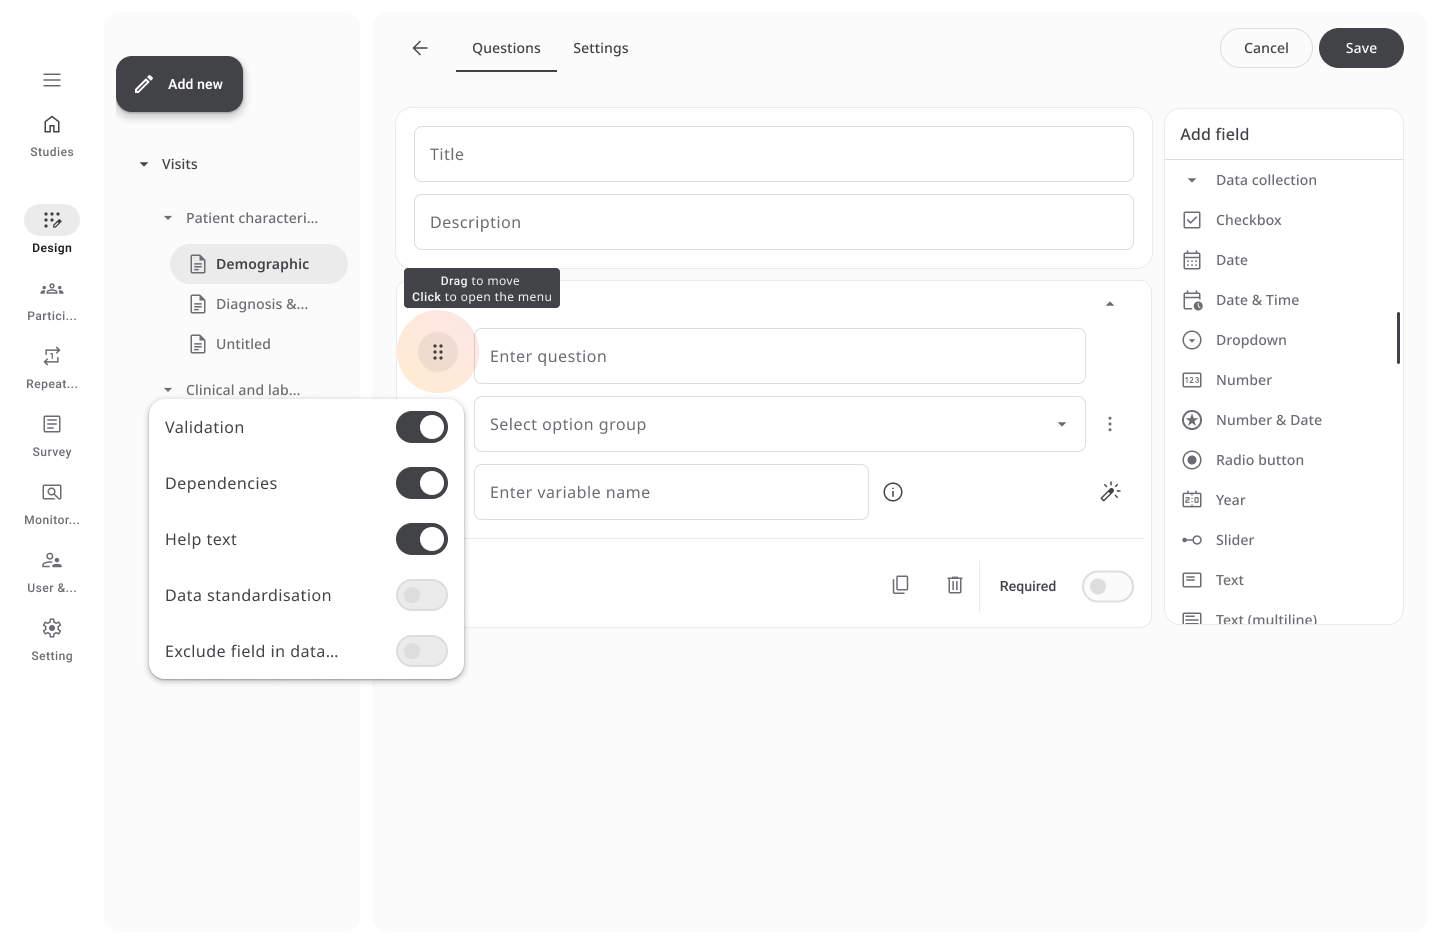 Studies
Design
Partici...
Repeat...
Survey
Monitor...
User &...
Setting
Add new
Visits
Patient characteri...
Demographic
Diagnosis &...
Untitled
Clinical and lab...
Validation
Dependencies
Help text
Data standardisation
Exclude field in data...
Questions
Settings
Cancel
Save
Title
Description
Drag to move
Click to open the menu
Enter question
Select option group
Enter variable name
Required
Add field
Data collection
Checkbox
Date
Date & Time
Dropdown
123
Number
Number & Date
Radio button
Year
Slider
Text
Text (multiline)